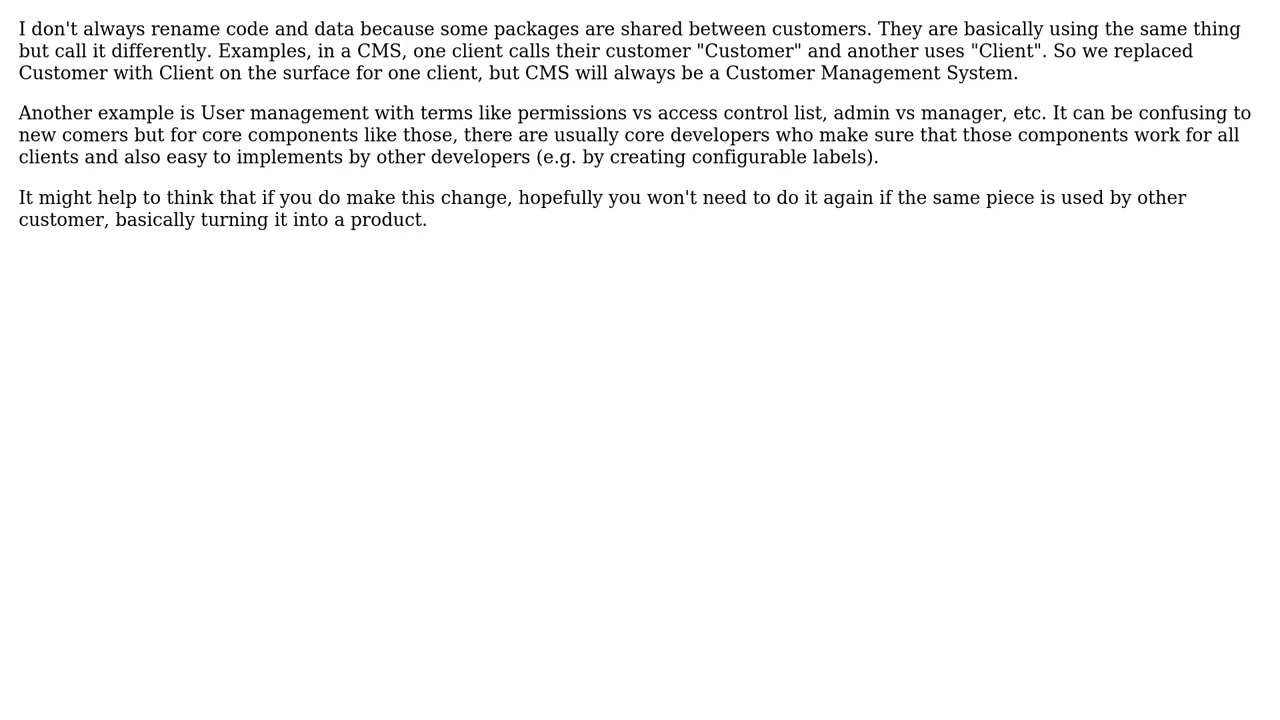 I don't always rename code and data because some packages are shared between customers. They are basically using the same thing
but call it differently. Examples, in a CMS, one client calls their customer "Customer" and another uses "Client". So we replaced
Customer with Client on the surface for one client, but CMS will always be a Customer Management System.
Another example is User management with terms like permissions vs access control list, admin vs manager, etc. It can be confusing to
new comers but for core components like those, there are usually core developers who make sure that those components work for all
clients and also easy to implements by other developers (e.g. by creating configurable labels).
It might help to think that if you do make this change, hopefully you won't need to do it again if the same piece is used by other
customer, basically turning it into a product.